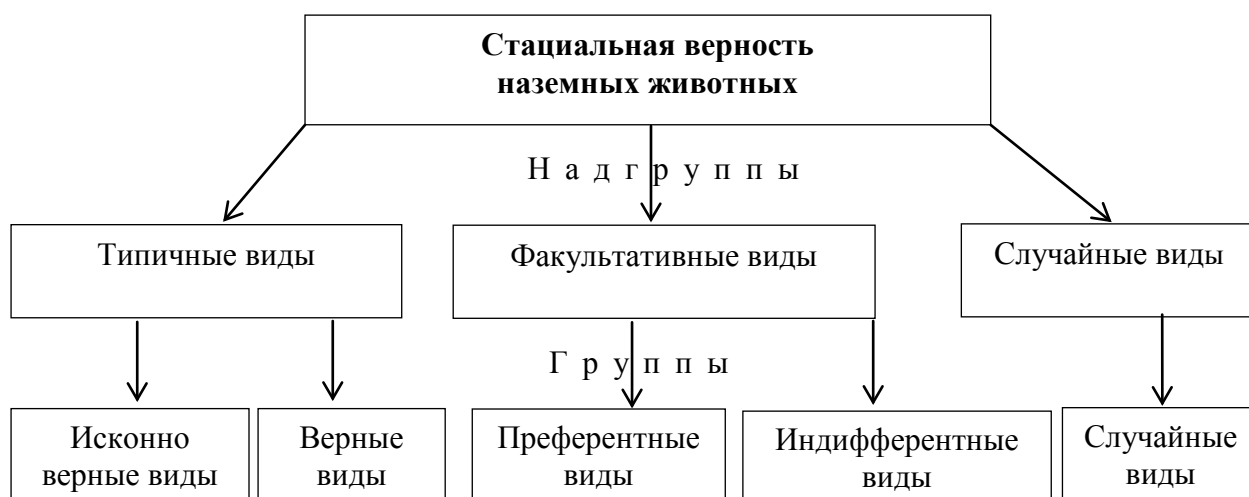 Стациальная верность
наземных животных
Н а д г р у п п ы
Типичные виды
Факультативные виды
Случайные виды
Г р у п п ы
Исконно
верные виды
Верные
виды
Преферентные
виды
Индифферентные
виды
Случайные
виды